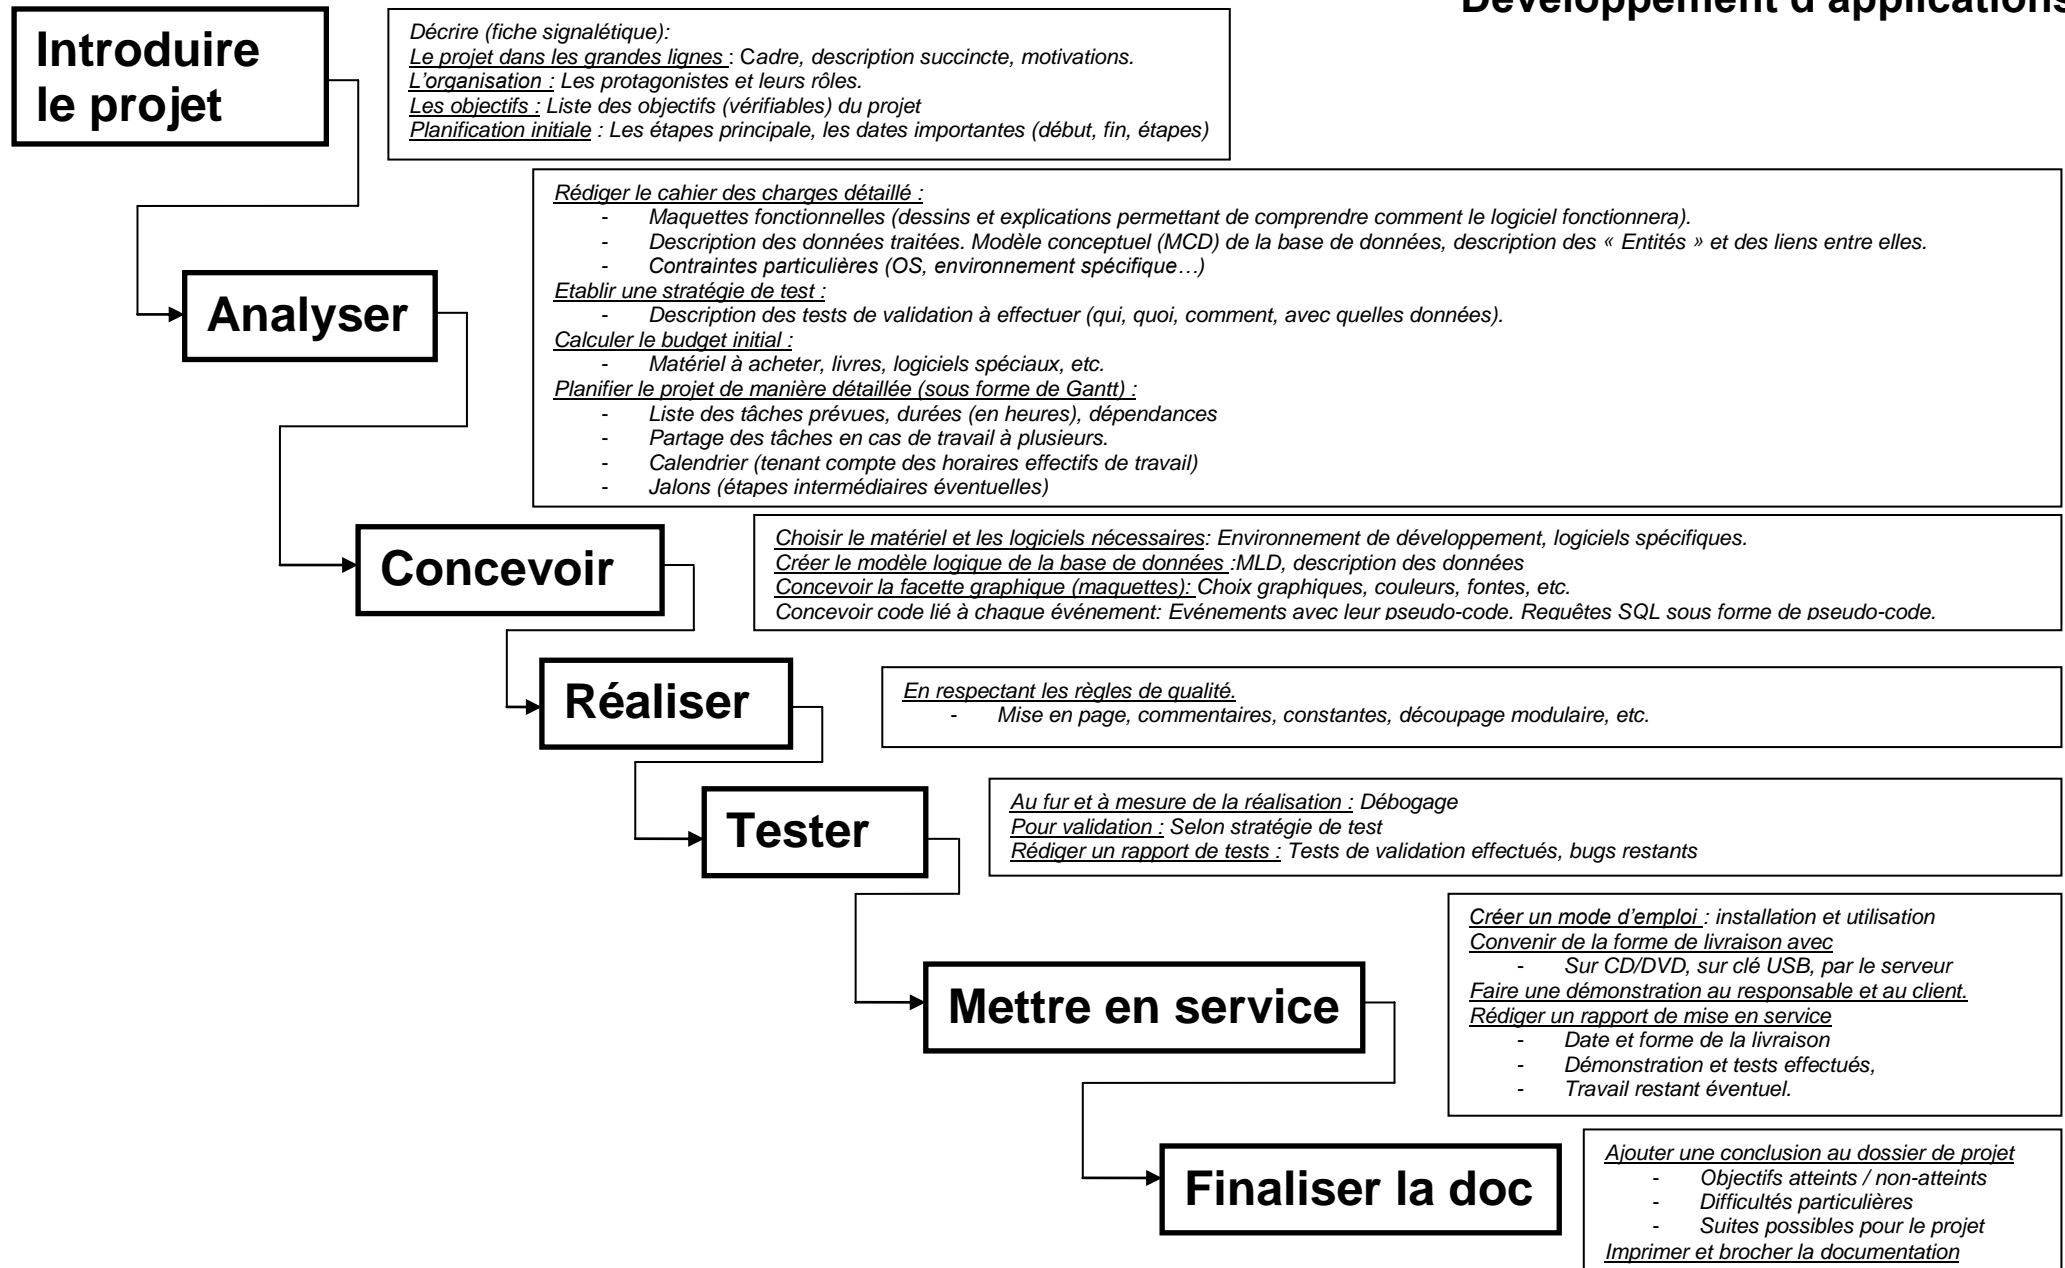 Développement d'applications
Introduire
le projet
Décrire (fiche signalétique):
Le projet dans les grandes lignes : Cadre, description succincte, motivations.
L'organisation : Les protagonistes et leurs rôles.
Les objectifs : Liste des objectifs (vérifiables) du projet
Planification initiale : Les étapes principale, les dates importantes (début, fin, étapes)
Analyser
Rédiger le cahier des charges détaillé :
- Maquettes fonctionnelles (dessins et explications permettant de comprendre comment le logiciel fonctionnera).
- Description des données traitées. Modèle conceptuel (MCD) de la base de données, description des « Entités » et des liens entre elles.
- Contraintes particulières (OS, environnement spécifique…)
Etablir une stratégie de test :
- Description des tests de validation à effectuer (qui, quoi, comment, avec quelles données).
Calculer le budget initial :
- Matériel à acheter, livres, logiciels spéciaux, etc.
Planifier le projet de manière détaillée (sous forme de Gantt) :
- Liste des tâches prévues, durées (en heures), dépendances
- Partage des tâches en cas de travail à plusieurs.
- Calendrier (tenant compte des horaires effectifs de travail)
- Jalons (étapes intermédiaires éventuelles)
Concevoir
Choisir le matériel et les logiciels nécessaires: Environnement de développement, logiciels spécifiques.
Créer le modèle logique de la base de données :MLD, description des données
Concevoir la facette graphique (maquettes): Choix graphiques, couleurs, fontes, etc.
Concevoir code lié à chaque événement: Evénements avec leur pseudo-code. Requêtes SQL sous forme de pseudo-code.
Réaliser
En respectant les règles de qualité.
- Mise en page, commentaires, constantes, découpage modulaire, etc.
Tester
Au fur et à mesure de la réalisation : Débogage
Pour validation : Selon stratégie de test
Rédiger un rapport de tests : Tests de validation effectués, bugs restants
Mettre en service
Créer un mode d'emploi : installation et utilisation
Convenir de la forme de livraison avec
- Sur CD/DVD, sur clé USB, par le serveur
Faire une démonstration au responsable et au client.
Rédiger un rapport de mise en service
- Date et forme de la livraison
- Démonstration et tests effectués,
- Travail restant éventuel.
Finaliser la doc
Ajouter une conclusion au dossier de projet
- Objectifs atteints / non-atteints
- Difficultés particulières
- Suites possibles pour le projet
Imprimer et brocher la documentation